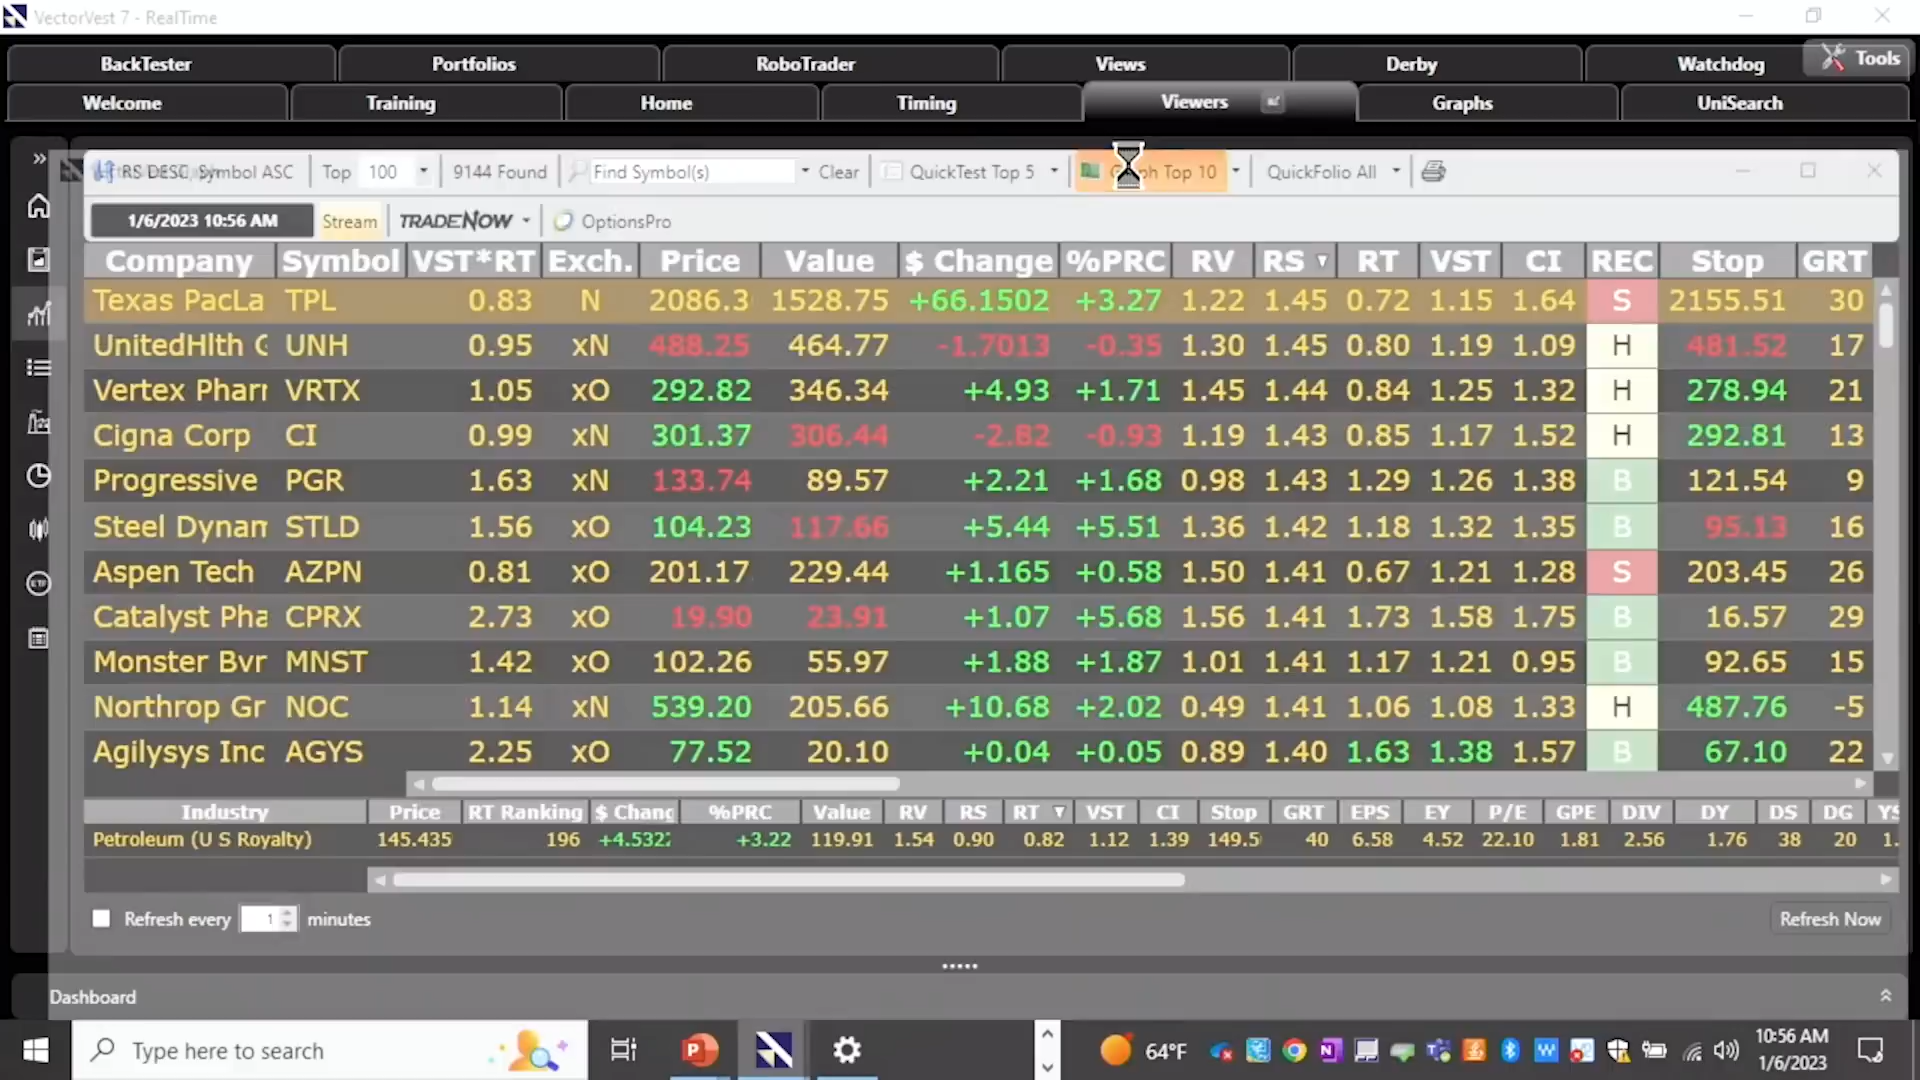 VectorVest 7 - RealTime
BackTester Portfolios RoboTrader Views Derby Watchdog Tools
Welcome Training Home Timing Viewers Graphs UniSearch
RS DESC, Symbol ASC Top 100 9144 Found Find Symbol(s) Clear QuickTest Top 5 Top 10 QuickFolio All
1/6/2023 10:56 AM Stream TRADENOW OptionsPro
Company Symbol VST*RT Exch. Price Value $ Change %PRC RV RS RT VST CI REC Stop GRT
Texas PacLa TPL 0.83 N 2086.3 1528.75 +66.1502 +3.27 1.22 1.45 0.72 1.15 1.64 S 2155.51 30
UnitedHlth G UNH 0.95 xN 488.25 464.77 -1.7013 -0.35 1.30 1.45 0.80 1.19 1.09 H 481.52 17
Vertex Pharr VRTX 1.05 xO 292.82 346.34 +4.93 +1.71 1.45 1.44 0.84 1.25 1.32 H 278.94 21
Cigna Corp CI 0.99 xN 301.37 306.44 -2.82 -0.93 1.19 1.43 0.85 1.17 1.52 H 292.81 13
Progressive PGR 1.63 xN 133.74 89.57 +2.21 +1.68 0.98 1.43 1.29 1.26 1.38 B 121.54 9
Steel Dynan STLD 1.56 xO 104.23 117.66 +5.44 +5.51 1.36 1.42 1.18 1.32 1.35 B 95.13 16
Aspen Tech AZPN 0.81 xO 201.17 229.44 +1.165 +0.58 1.50 1.41 0.67 1.21 1.28 S 203.45 26
Catalyst Pha CPRX 2.73 xO 19.90 23.91 +1.07 +5.68 1.56 1.41 1.73 1.58 1.75 B 16.57 29
Monster Bvr MNST 1.42 xO 102.26 55.97 +1.88 +1.87 1.01 1.41 1.17 1.21 0.95 B 92.65 15
Northrop Gr NOC 1.14 xN 539.20 205.66 +10.68 +2.02 0.49 1.41 1.06 1.08 1.33 H 487.76 -5
Agilysys Inc AGYS 2.25 xO 77.52 20.10 +0.04 +0.05 0.89 1.40 1.63 1.38 1.57 B 67.10 22
Industry Price RT Ranking $ Chang %PRC Value RV RS RT VST CI Stop GRT EPS EY P/E GPE DIV DY DS DG YS
Petroleum (U S Royalty) 145.435 196 +4.532 +3.22 119.91 1.54 0.90 0.82 1.12 1.39 149.5 40 6.58 4.52 22.10 1.81 2.56 1.76 38 20 1.
Refresh every 1 minutes Refresh Now
Dashboard
Type here to search 64°F 10:56 AM
1/6/2023